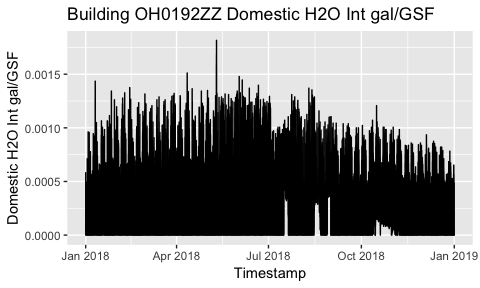 Building OH0192ZZ Domestic H2O Int gal/GSF
Domestic H2O Int gal/GSF
0.0015
0.0010
0.0005
0.0000
Jan 2018
Apr 2018
Jul 2018
Oct 2018
Jan 2019
Timestamp